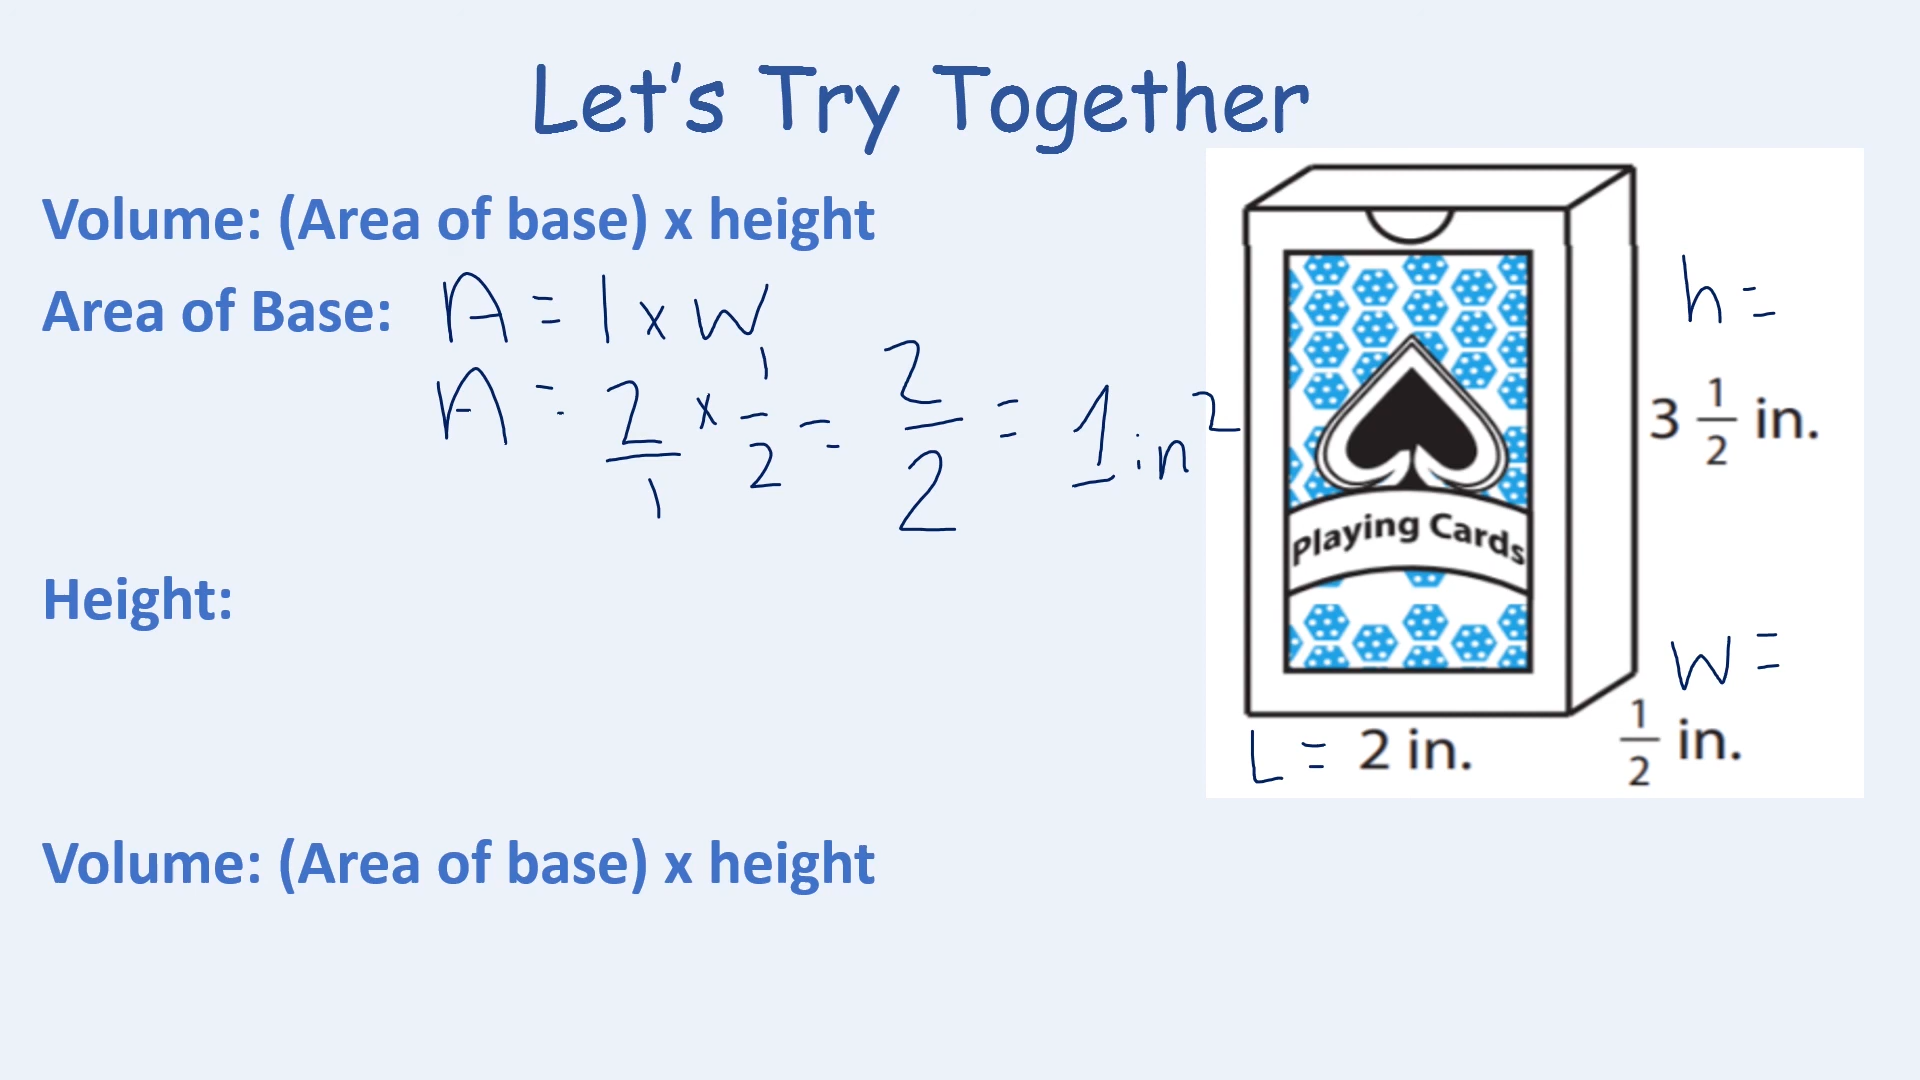 Let's Try Together
Volume: (Area of base) x height
Area of Base: A = l x w
A = 2/1 x 1/2 = 2/2 = 1 in²
Height:
Volume: (Area of base) x height
Playing Cards
h =
3 1/2 in.
w =
1/2 in.
L = 2 in.